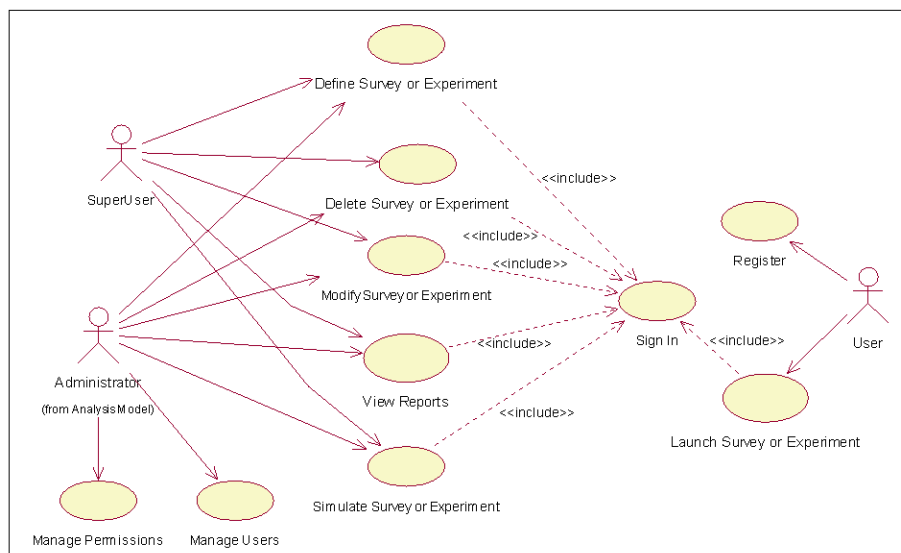 Define Survey or Experiment
SuperUser
<<include>>
Delete Survey or Experiment
<<include>>
<<include>>
Register
Modify Survey or Experiment
Sign In
User
<<include>>
<<include>>
Administrator
(from Analysis Model)
View Reports
<<include>>
Launch Survey or Experiment
Simulate Survey or Experiment
Manage Permissions
Manage Users